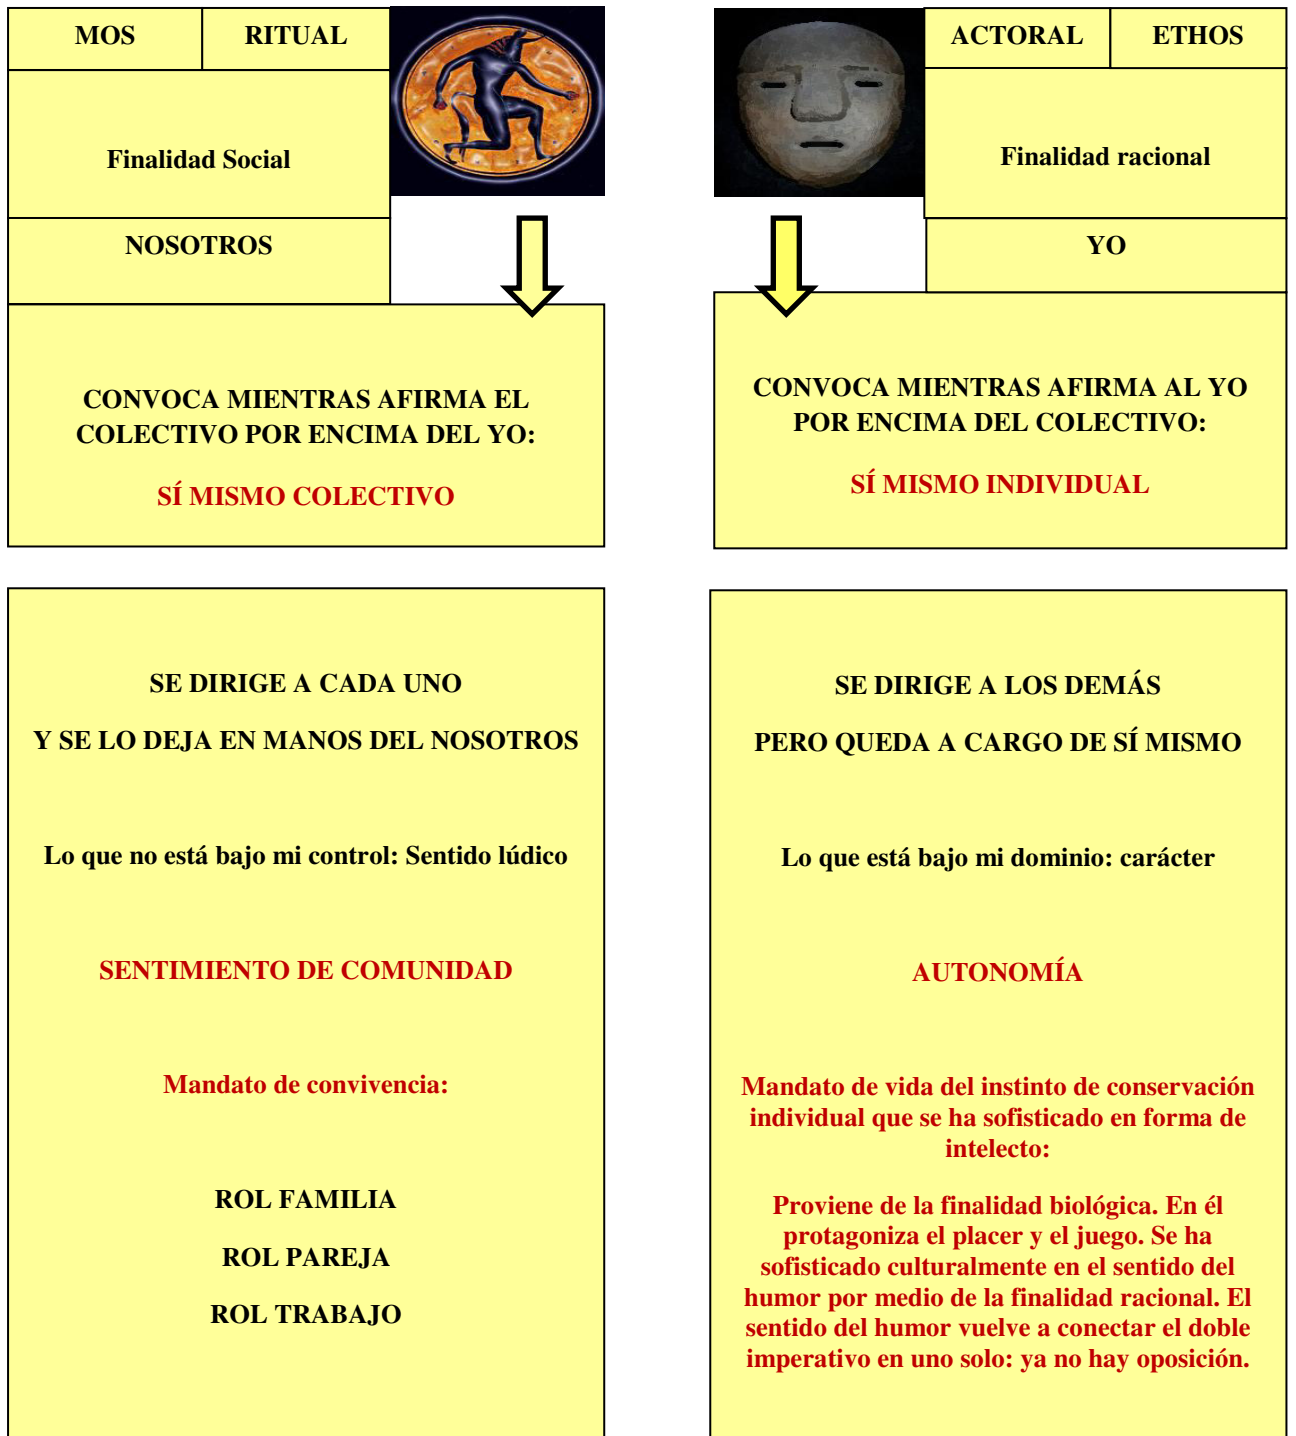 MOS
RITUAL
Finalidad Social
NOSOTROS
CONVOCA MIENTRAS AFIRMA EL
COLECTIVO POR ENCIMA DEL YO:
SÍ MISMO COLECTIVO
SE DIRIGE A CADA UNO
Y SE LO DEJA EN MANOS DEL NOSOTROS
Lo que no está bajo mi control: Sentido lúdico
SENTIMIENTO DE COMUNIDAD
Mandato de convivencia:
ROL FAMILIA
ROL PAREJA
ROL TRABAJO
ACTORAL
ETHOS
Finalidad racional
YO
CONVOCA MIENTRAS AFIRMA AL YO
POR ENCIMA DEL COLECTIVO:
SÍ MISMO INDIVIDUAL
SE DIRIGE A LOS DEMÁS
PERO QUEDA A CARGO DE SÍ MISMO
Lo que está bajo mi dominio: carácter
AUTONOMÍA
Mandato de vida del instinto de conservación
individual que se ha sofisticado en forma de
intelecto:
Proviene de la finalidad biológica. En él
protagoniza el placer y el juego. Se ha
sofisticado culturalmente en el sentido del
humor por medio de la finalidad racional. El
sentido del humor vuelve a conectar el doble
imperativo en uno solo: ya no hay oposición.